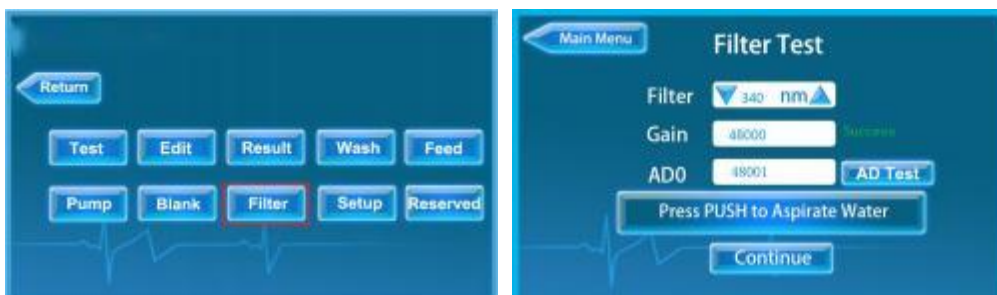 Return
Test Edit Result Wash Feed
Pump Blank Filter Setup Reserved
Main Menu
Filter Test
Filter 340 nm
Gain 48000 Success
AD0 48001 AD Test
Press PUSH to Aspirate Water
Continue